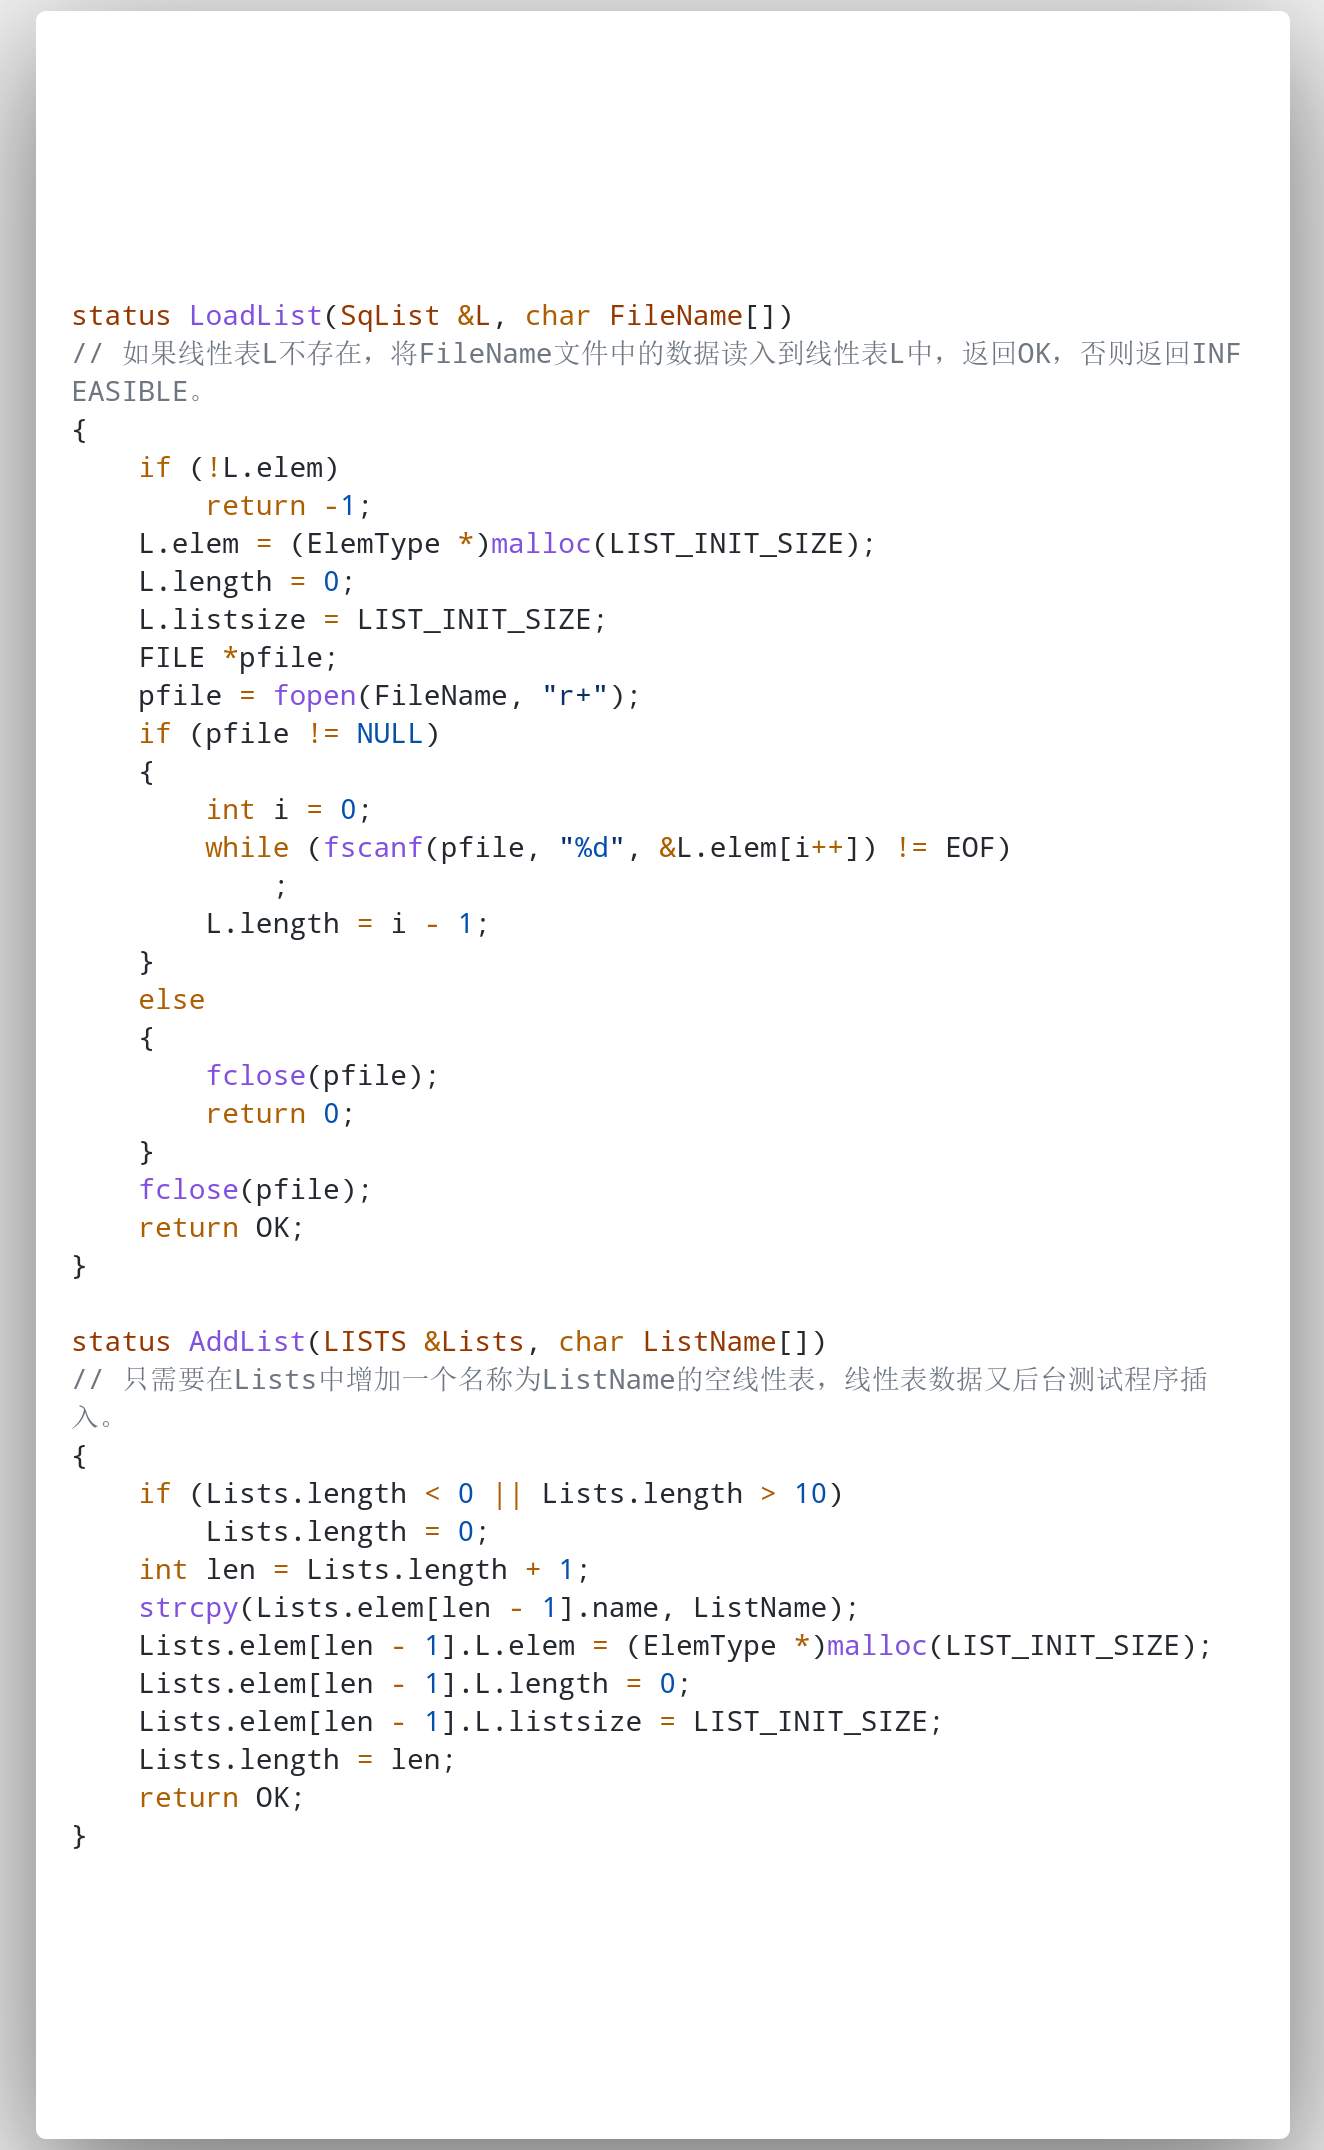 status LoadList(SqList &L, char FileName[])
// 如果线性表L不存在，将FileName文件中的数据读入到线性表L中，返回OK，否则返回INF
EASIBLE。
{
    if (!L.elem)
        return -1;
    L.elem = (ElemType *)malloc(LIST_INIT_SIZE);
    L.length = 0;
    L.listsize = LIST_INIT_SIZE;
    FILE *pfile;
    pfile = fopen(FileName, "r+");
    if (pfile != NULL)
    {
        int i = 0;
        while (fscanf(pfile, "%d", &L.elem[i++]) != EOF)
            ;
        L.length = i - 1;
    }
    else
    {
        fclose(pfile);
        return 0;
    }
    fclose(pfile);
    return OK;
}

status AddList(LISTS &Lists, char ListName[])
// 只需要在Lists中增加一个名称为ListName的空线性表，线性表数据又后台测试程序插
入。
{
    if (Lists.length < 0 || Lists.length > 10)
        Lists.length = 0;
    int len = Lists.length + 1;
    strcpy(Lists.elem[len - 1].name, ListName);
    Lists.elem[len - 1].L.elem = (ElemType *)malloc(LIST_INIT_SIZE);
    Lists.elem[len - 1].L.length = 0;
    Lists.elem[len - 1].L.listsize = LIST_INIT_SIZE;
    Lists.length = len;
    return OK;
}